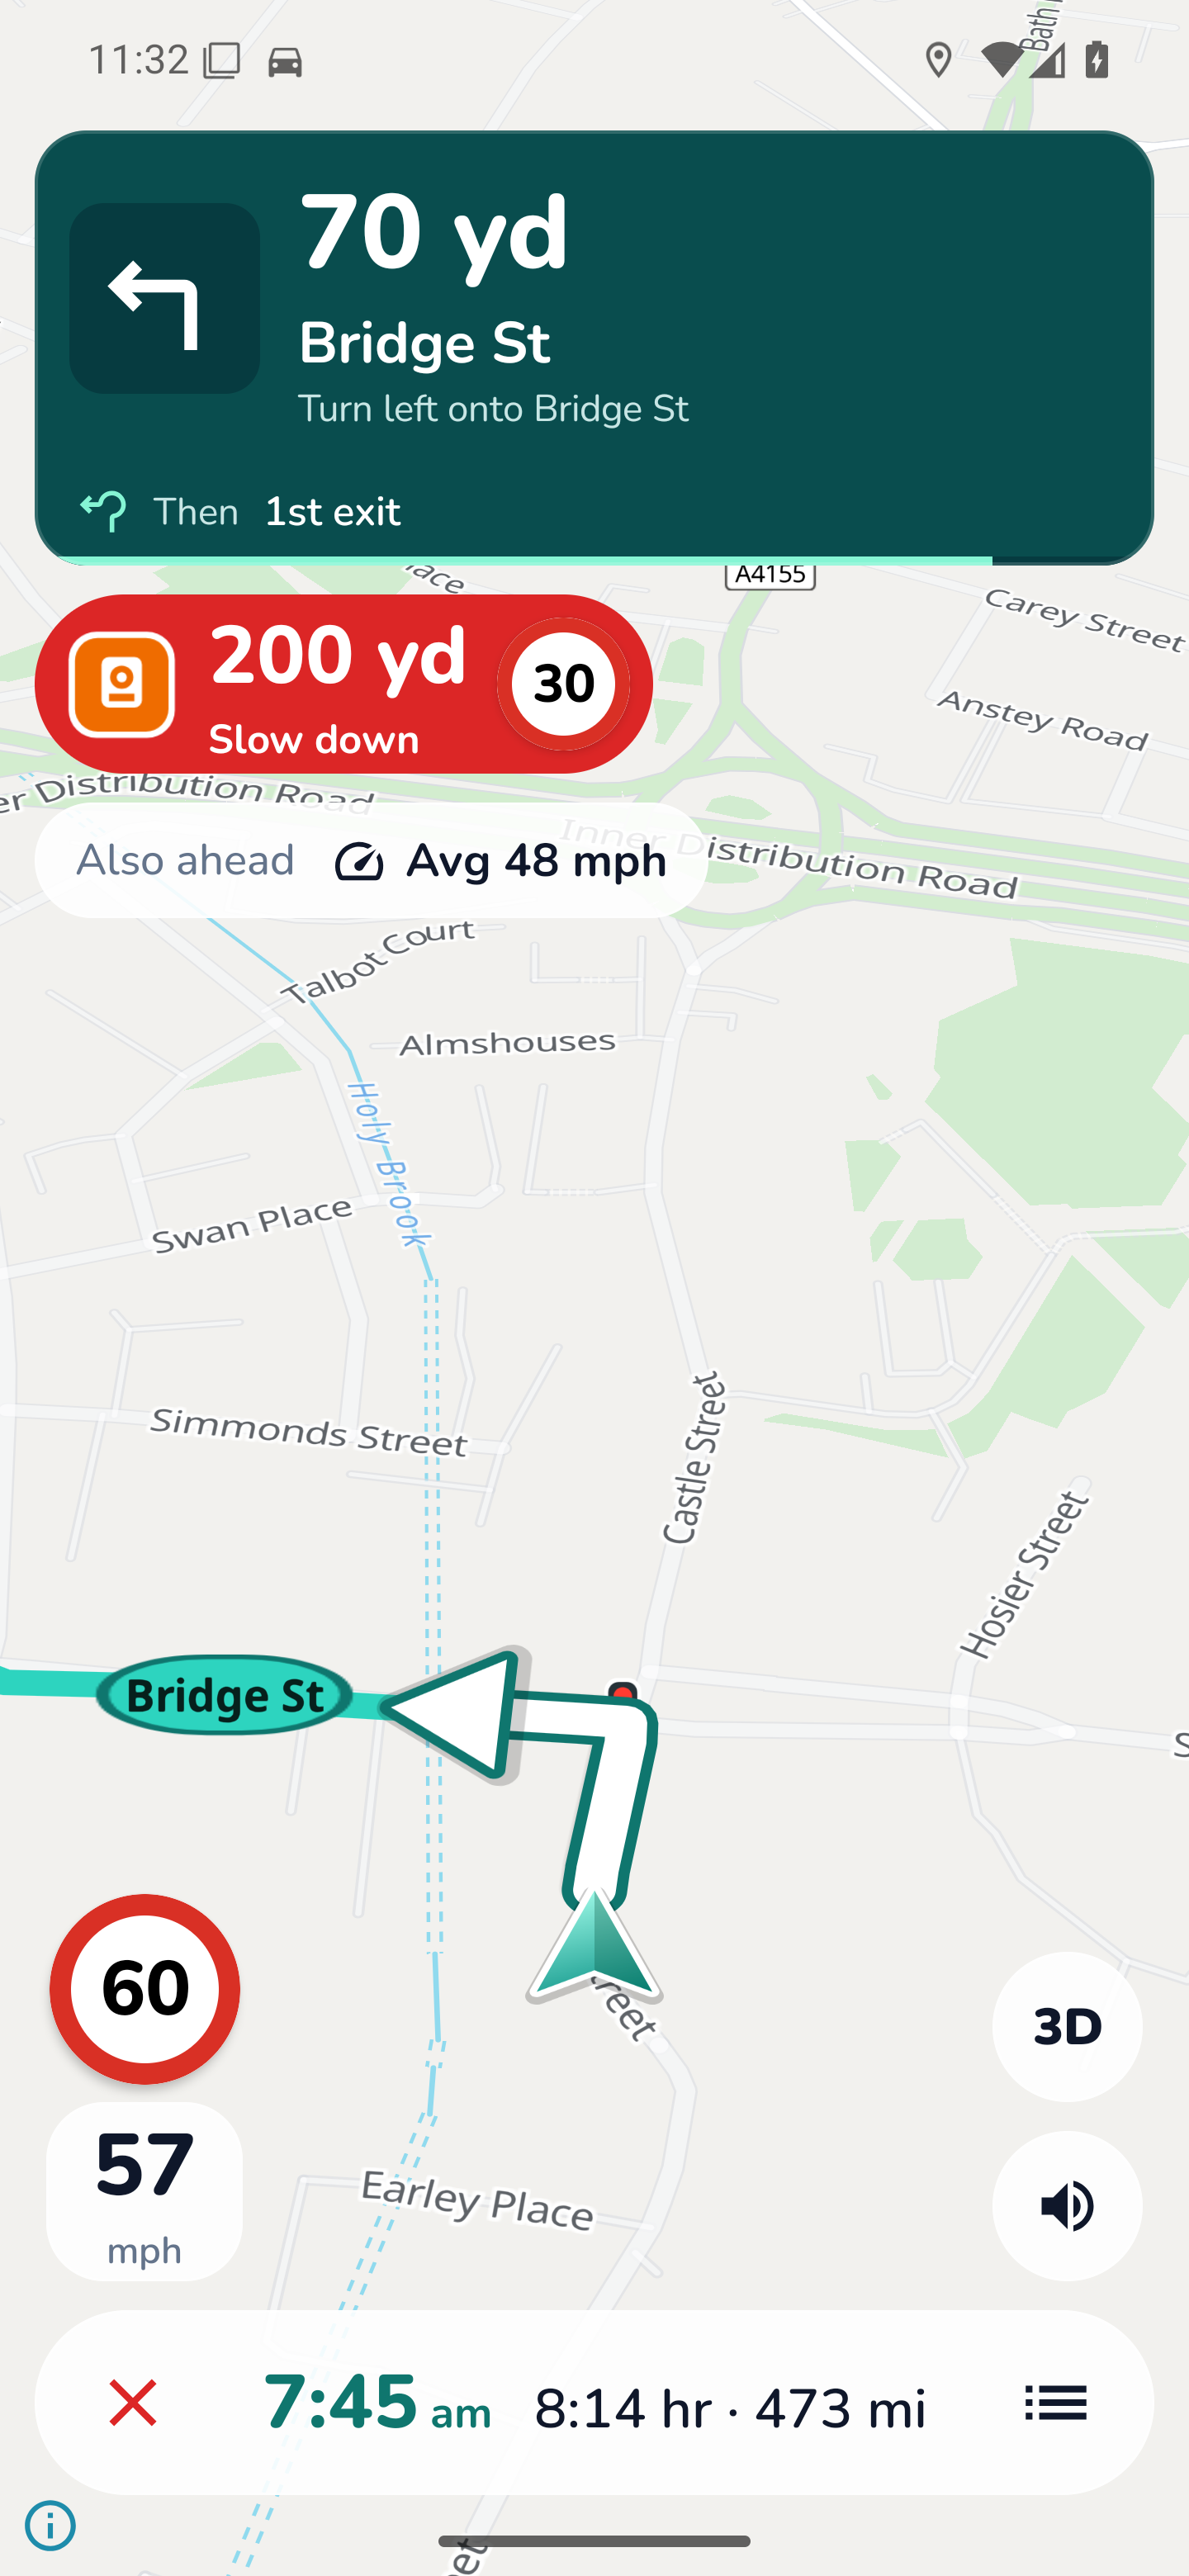 11:32
Bath
70 yd
Bridge St
Turn left onto Bridge St
Then 1st exit
A4155
Carey Street
200 yd
30
Slow down
Anstey Road
er Distribution Road
Inner Distribution Road
Also ahead Avg 48 mph
Talbot Court
Almshouses
Holy Brook
Swan Place
Simmonds Street
Castle Street
Hosier Street
Bridge St
S
60
reet
3D
57
mph
Earley Place
7:45 am 8:14 hr · 473 mi
eet